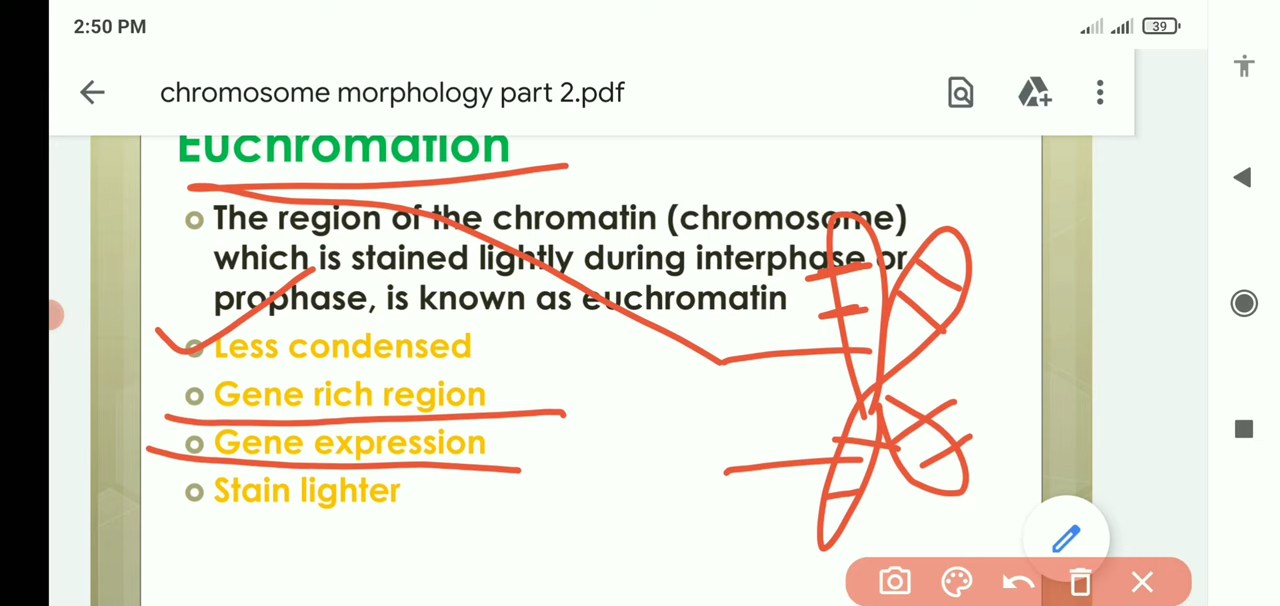 2:50 PM
39
chromosome morphology part 2.pdf
Euchromation
The region of the chromatin (chromosome)
which is stained lightly during interphase or
prophase, is known as euchromatin
Less condensed
Gene rich region
Gene expression
Stain lighter